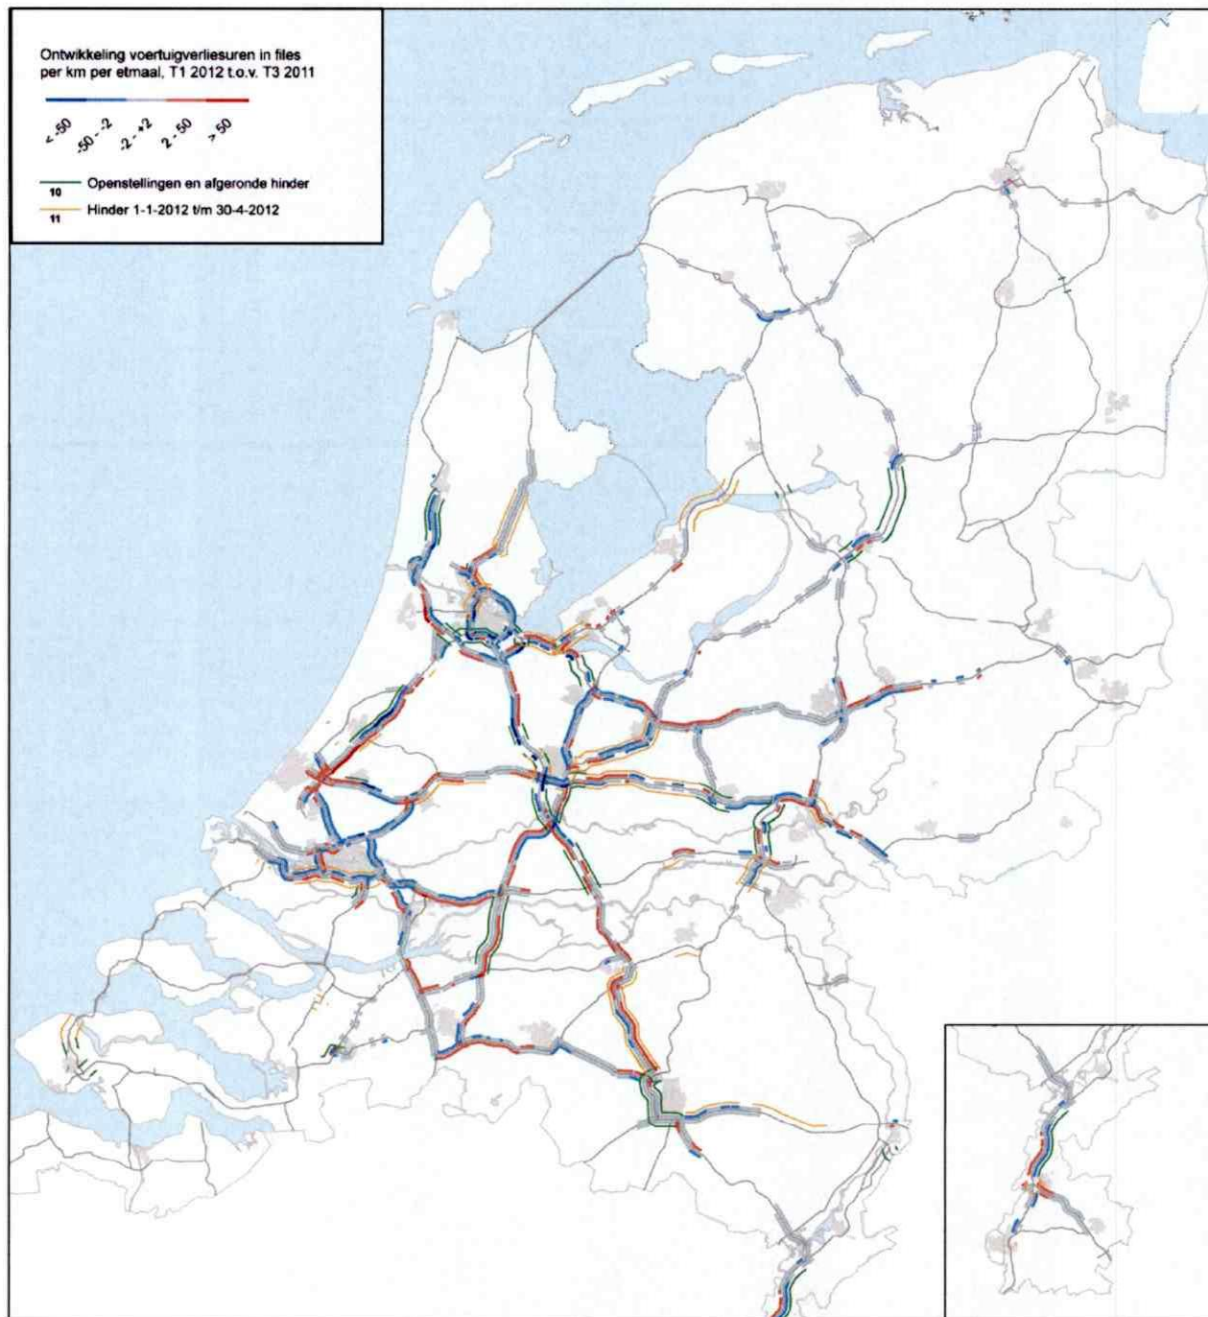 Ontwikkeling voertuigverliesuren in files
per km per etmaal, T1 2012 t.o.v. T3 2011
< -50
-50 - -2
-2 - +2
2 - 50
> 50
10 Openstellingen en afgeronde hinder
11 Hinder 1-1-2012 t/m 30-4-2012